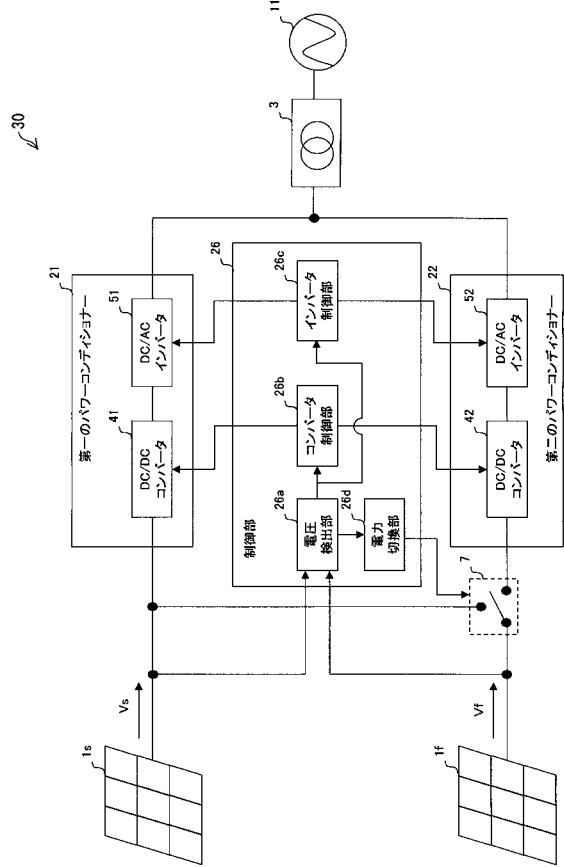 30
11
3
21
第一のパワーコンディショナー
41
DC/DC
コンバータ
51
DC/AC
インバータ
26
制御部
26a
電圧
検出部
26b
コンバータ
制御部
26c
インバータ
制御部
26d
電力
切換部
22
42
DC/DC
コンバータ
52
DC/AC
インバータ
第二のパワーコンディショナー
7
Vs
1s
Vf
1f